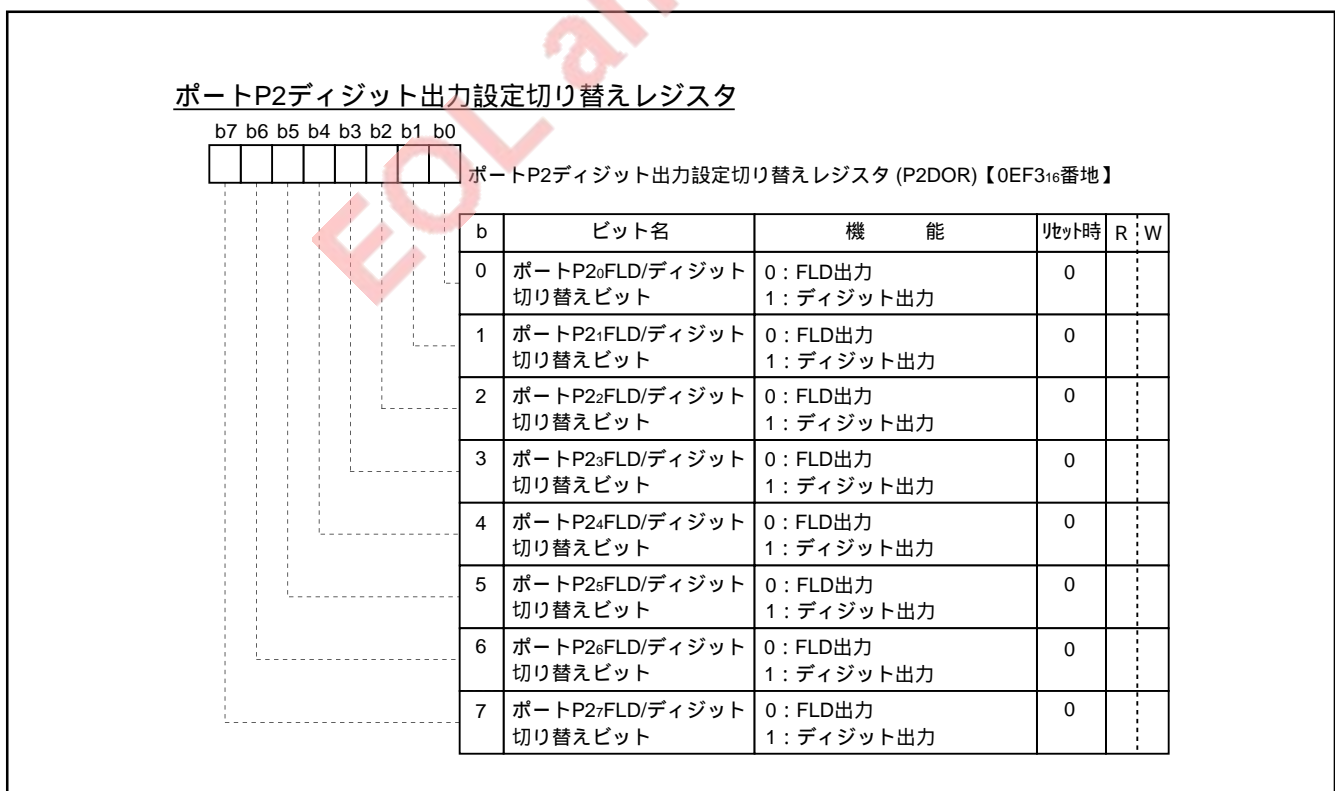 ポートP2ディジット出力設定切り替えレジスタ
b7 b6 b5 b4 b3 b2 b1 b0
ポートP2ディジット出力設定切り替えレジスタ (P2DOR)【0EF3₁₆番地】
b ビット名 機 能 ﾘｾｯﾄ時 R W
0 ポートP2₀FLD/ディジット 0：FLD出力 0
切り替えビット 1：ディジット出力
1 ポートP2₁FLD/ディジット 0：FLD出力 0
切り替えビット 1：ディジット出力
2 ポートP2₂FLD/ディジット 0：FLD出力 0
切り替えビット 1：ディジット出力
3 ポートP2₃FLD/ディジット 0：FLD出力 0
切り替えビット 1：ディジット出力
4 ポートP2₄FLD/ディジット 0：FLD出力 0
切り替えビット 1：ディジット出力
5 ポートP2₅FLD/ディジット 0：FLD出力 0
切り替えビット 1：ディジット出力
6 ポートP2₆FLD/ディジット 0：FLD出力 0
切り替えビット 1：ディジット出力
7 ポートP2₇FLD/ディジット 0：FLD出力 0
切り替えビット 1：ディジット出力
EOL an